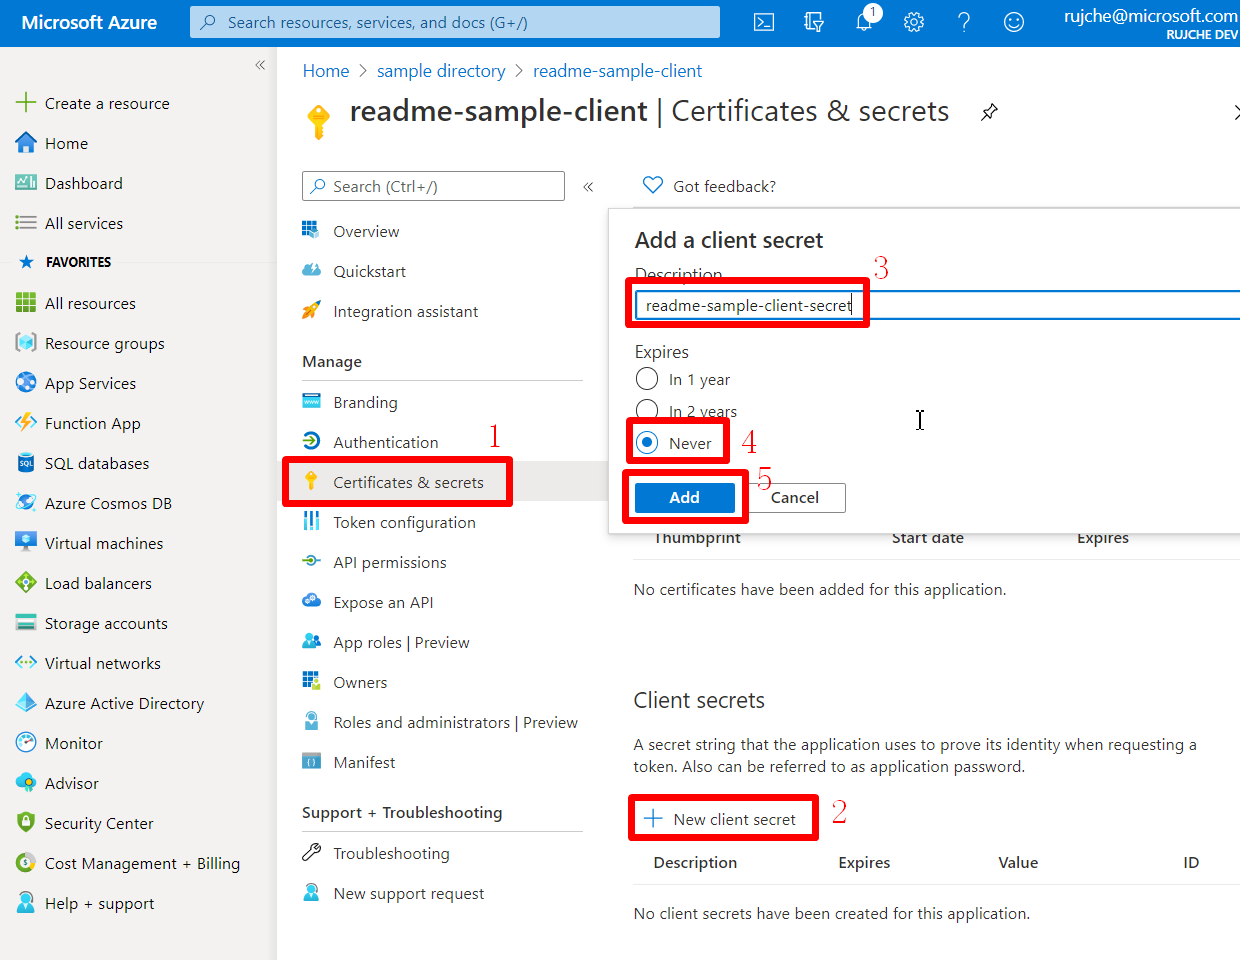 Microsoft Azure
Search resources, services, and docs (G+/)
1
rujche@microsoft.com
RUJCHE DEV
«
Create a resource
Home
Dashboard
All services
FAVORITES
All resources
Resource groups
App Services
Function App
SQL databases
Azure Cosmos DB
Virtual machines
Load balancers
Storage accounts
Virtual networks
Azure Active Directory
Monitor
Advisor
Security Center
Cost Management + Billing
Help + support
Home > sample directory > readme-sample-client
readme-sample-client | Certificates & secrets
Search (Ctrl+/)
«
Overview
Quickstart
Integration assistant
Manage
Branding
Authentication
1
Certificates & secrets
Token configuration
API permissions
Expose an API
App roles | Preview
Owners
Roles and administrators | Preview
Manifest
Support + Troubleshooting
Troubleshooting
New support request
Got feedback?
Add a client secret
Description
3
readme-sample-client-secret
Expires
In 1 year
In 2 years
Never
4
Add
5
Cancel
Thumbprint Start date Expires
No certificates have been added for this application.
Client secrets
A secret string that the application uses to prove its identity when requesting a
token. Also can be referred to as application password.
New client secret
2
Description Expires Value ID
No client secrets have been created for this application.